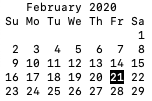 February 2020
Su Mo Tu We Th Fr Sa
1
2 3 4 5 6 7 8
9 10 11 12 13 14 15
16 17 18 19 20 21 22
23 24 25 26 27 28 29